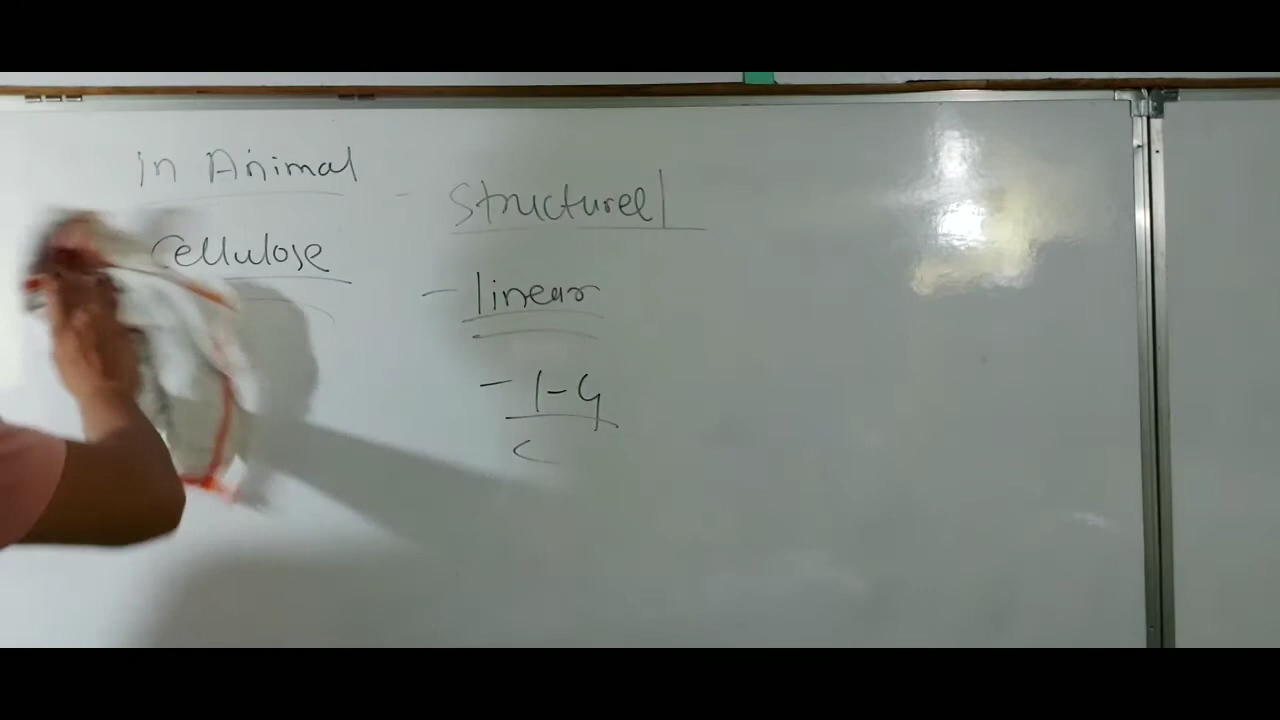 in Animal
Cellulose
- Structurel
- linear
- 1-4
C